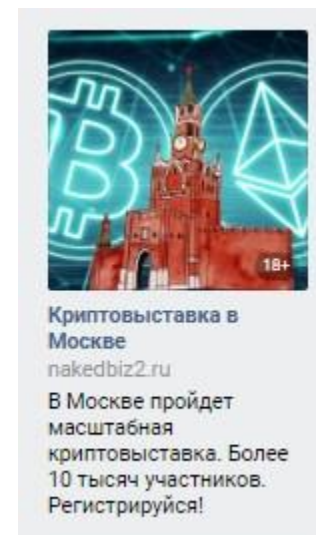 18+
Криптовыставка в
Москве
nakedbiz2.ru
В Москве пройдет
масштабная
криптовыставка. Более
10 тысяч участников.
Регистрируйся!